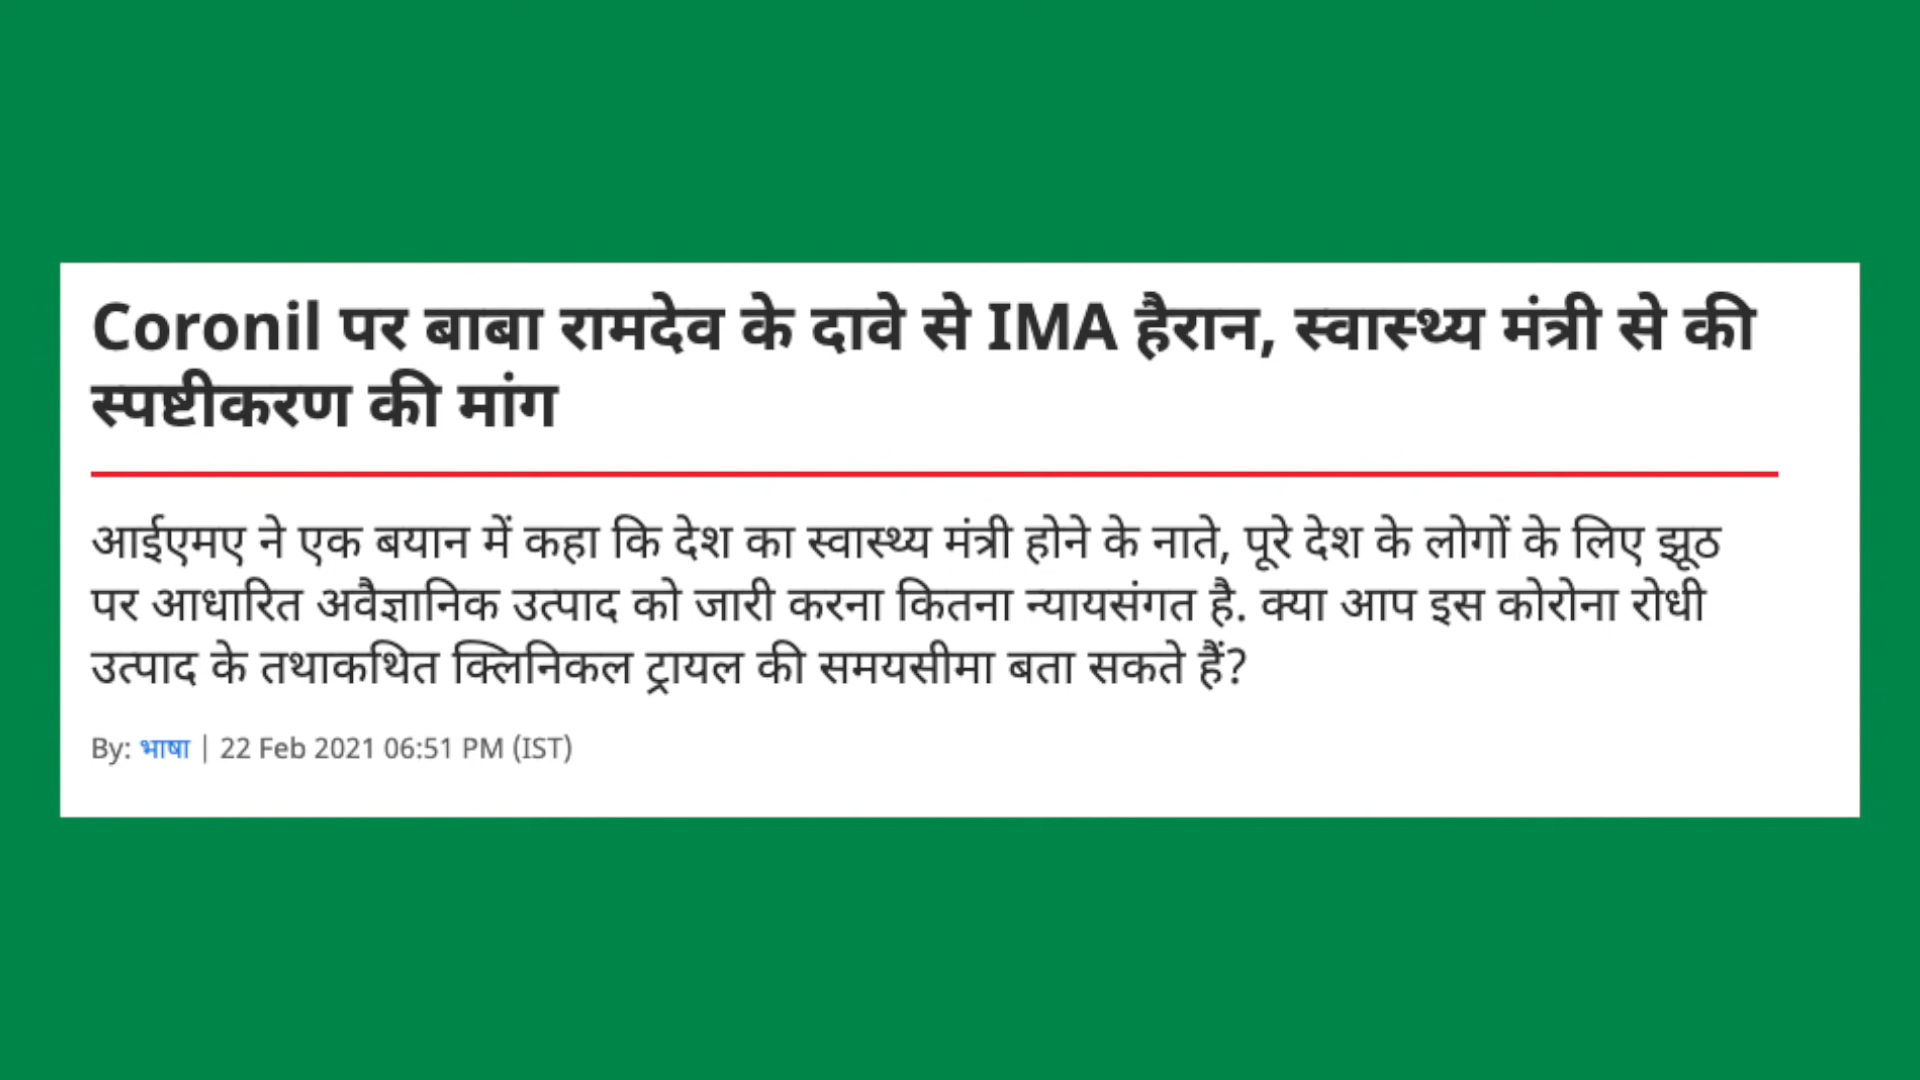 Coronil पर बाबा रामदेव के दावे से IMA हैरान, स्वास्थ्य मंत्री से की
स्पष्टीकरण की मांग
आईएमए ने एक बयान में कहा कि देश का स्वास्थ्य मंत्री होने के नाते, पूरे देश के लोगों के लिए झूठ
पर आधारित अवैज्ञानिक उत्पाद को जारी करना कितना न्यायसंगत है. क्या आप इस कोरोना रोधी
उत्पाद के तथाकथित क्लिनिकल ट्रायल की समयसीमा बता सकते हैं?
By: भाषा | 22 Feb 2021 06:51 PM (IST)